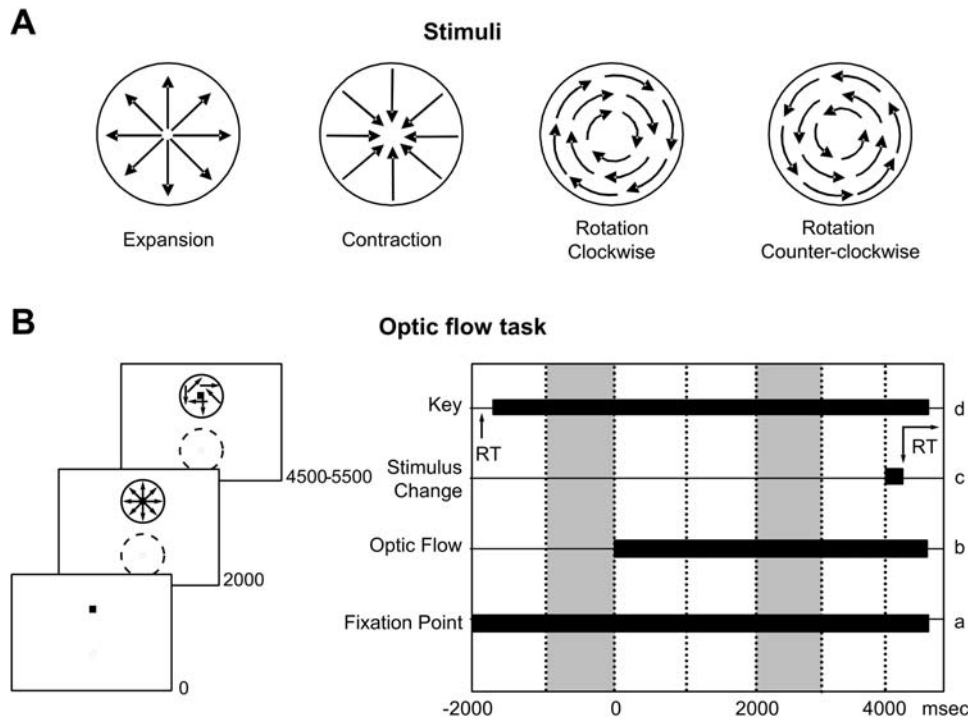 A
Stimuli
Expansion
Contraction
Rotation
Clockwise
Rotation
Counter-clockwise
B
Optic flow task
4500-5500
2000
0
Key
d
RT
RT
Stimulus
Change
c
Optic Flow
b
Fixation Point
a
-2000
0
2000
4000
msec